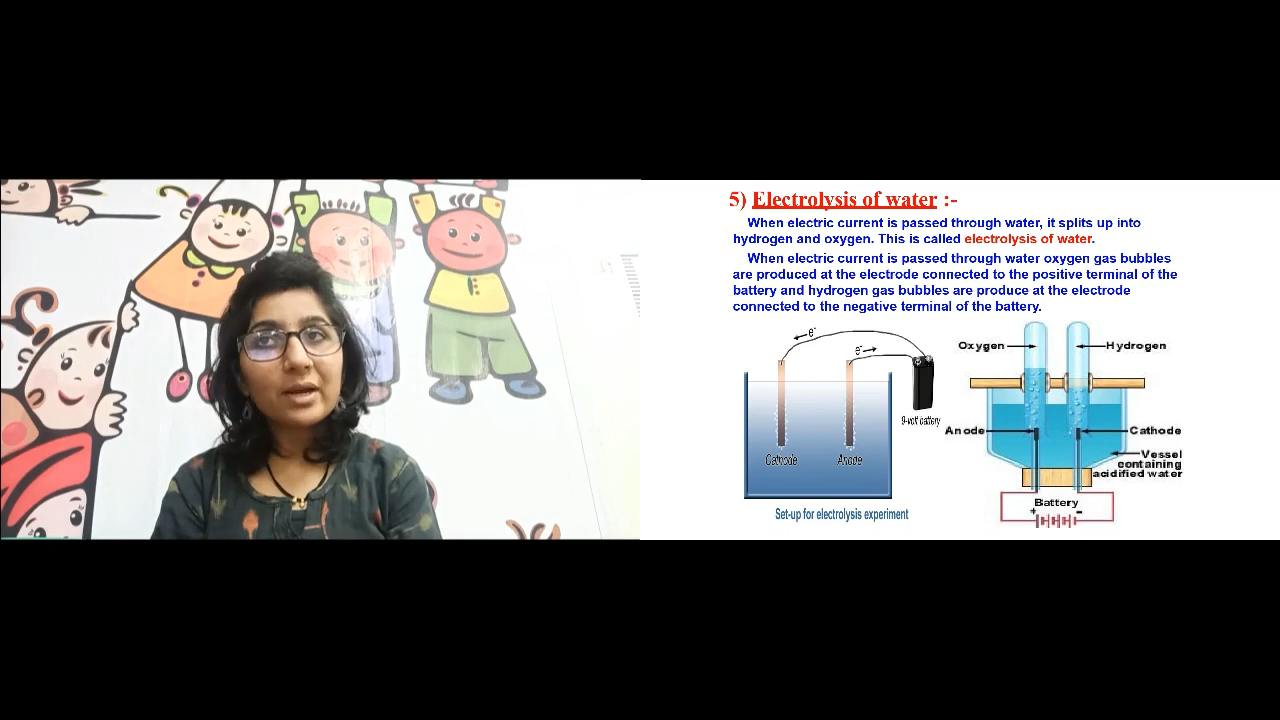 5) Electrolysis of water :-
When electric current is passed through water, it splits up into
hydrogen and oxygen. This is called electrolysis of water.
When electric current is passed through water oxygen gas bubbles
are produced at the electrode connected to the positive terminal of the
battery and hydrogen gas bubbles are produce at the electrode
connected to the negative terminal of the battery.
e-
e-
9-volt battery
Cathode
Anode
Set-up for electrolysis experiment
Oxygen
Hydrogen
Anode
Cathode
Vessel
containing
acidified water
Battery
+ -